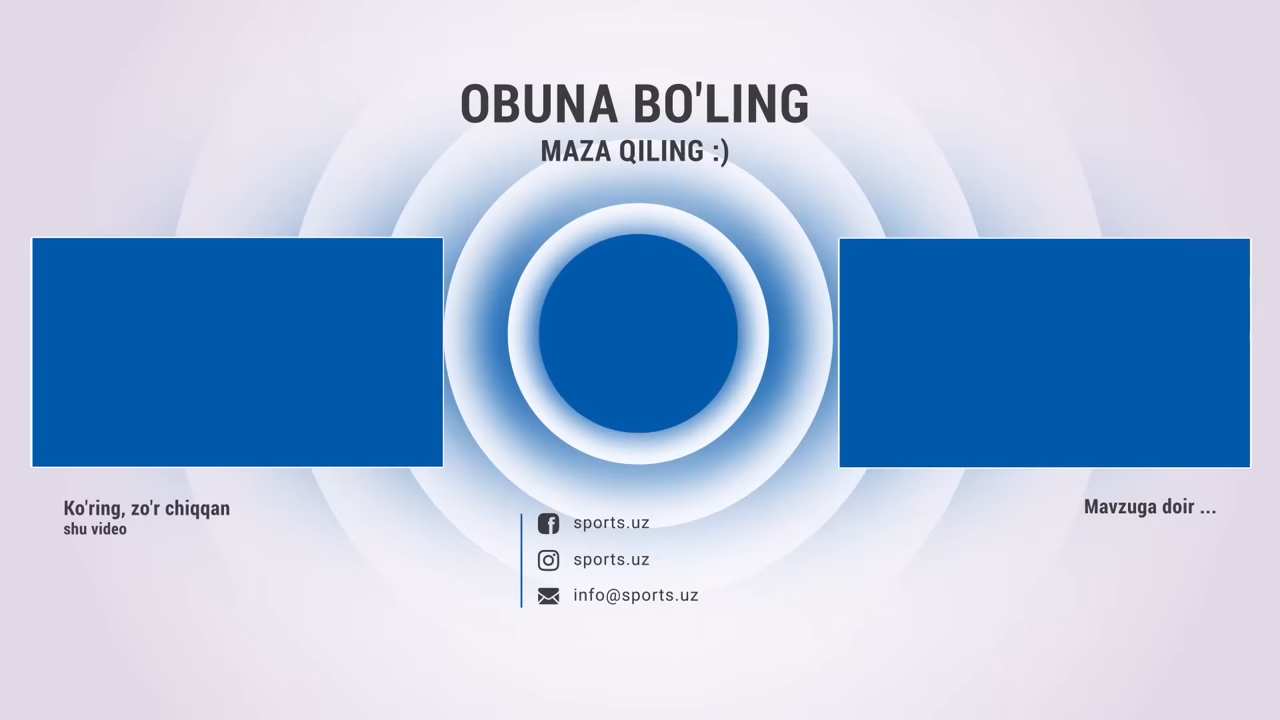 OBUNA BO'LING
MAZA QILING :)
Ko'ring, zo'r chiqqan
shu video
Mavzuga doir ...
sports.uz
sports.uz
info@sports.uz